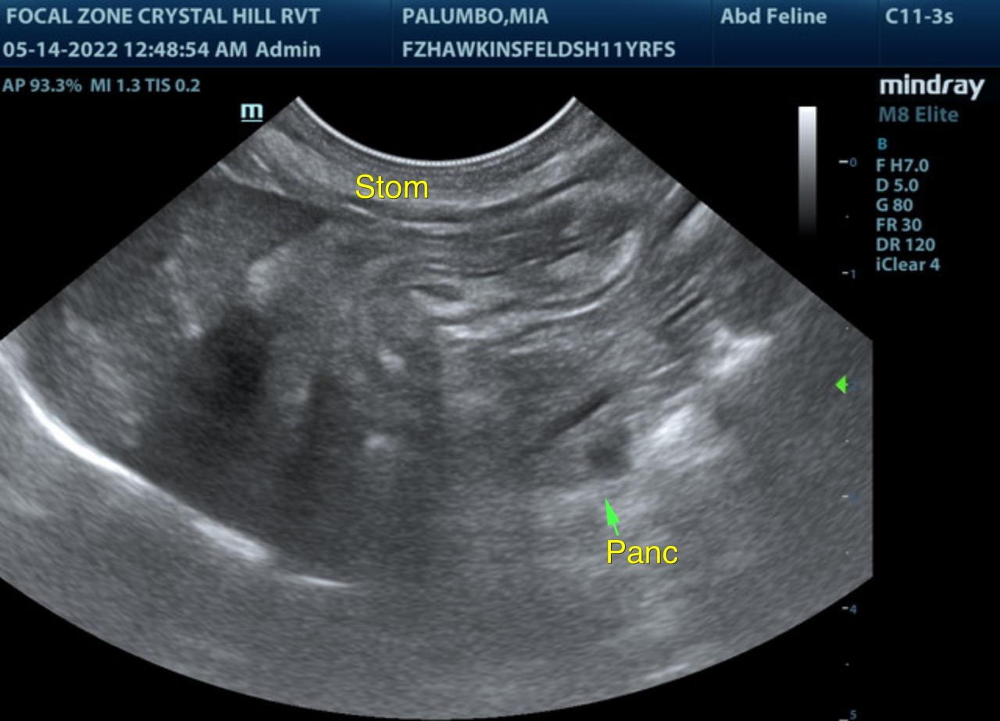 FOCAL ZONE CRYSTAL HILL RVT
PALUMBO,MIA
Abd Feline
C11-3s
05-14-2022 12:48:54 AM Admin
FZHAWKINSFELDSH11YRFS
AP 93.3% MI 1.3 TIS 0.2
m
mindray
M8 Elite
B
F H7.0
D 5.0
G 80
FR 30
DR 120
iClear 4
Stom
Panc
0
1
4
5